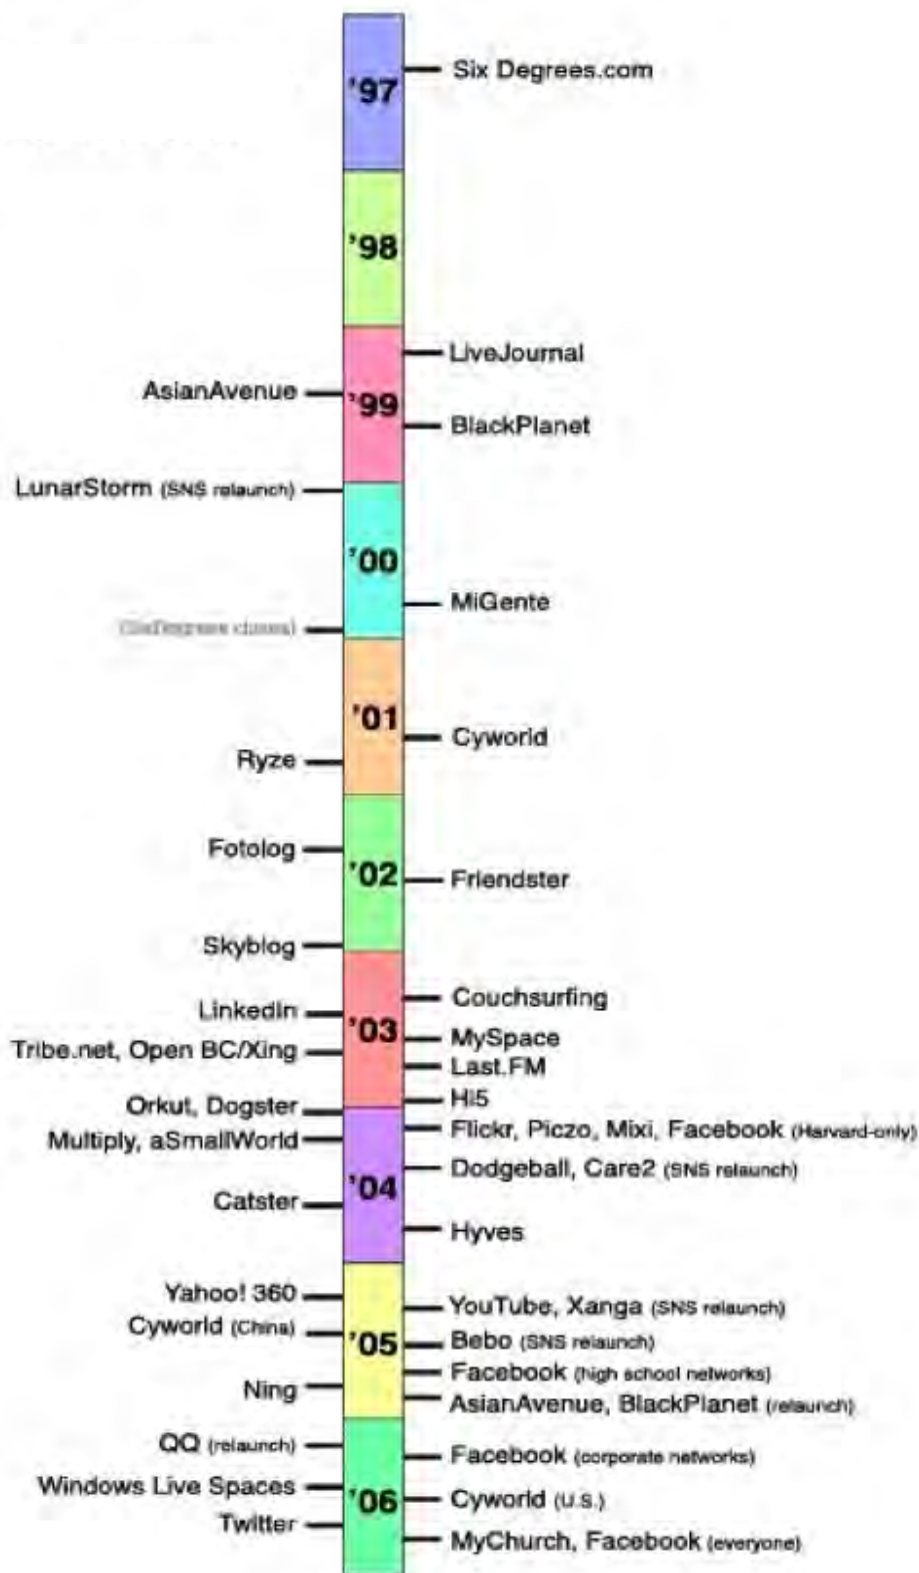 '97
Six Degrees.com
'98
LiveJournal
AsianAvenue
'99
BlackPlanet
LunarStorm (SNS relaunch)
'00
MiGente
(SixDegrees closes)
'01
Cyworld
Ryze
Fotolog
'02
Friendster
Skyblog
Couchsurfing
LinkedIn
'03
MySpace
Tribe.net, Open BC/Xing
Last.FM
Hi5
Orkut, Dogster
Flickr, Piczo, Mixi, Facebook (Harvard-only)
Multiply, aSmallWorld
Dodgeball, Care2 (SNS relaunch)
'04
Catster
Hyves
Yahoo! 360
YouTube, Xanga (SNS relaunch)
Cyworld (China)
'05
Bebo (SNS relaunch)
Facebook (high school networks)
Ning
AsianAvenue, BlackPlanet (relaunch)
QQ (relaunch)
Facebook (corporate networks)
Windows Live Spaces
'06
Cyworld (U.S.)
Twitter
MyChurch, Facebook (everyone)